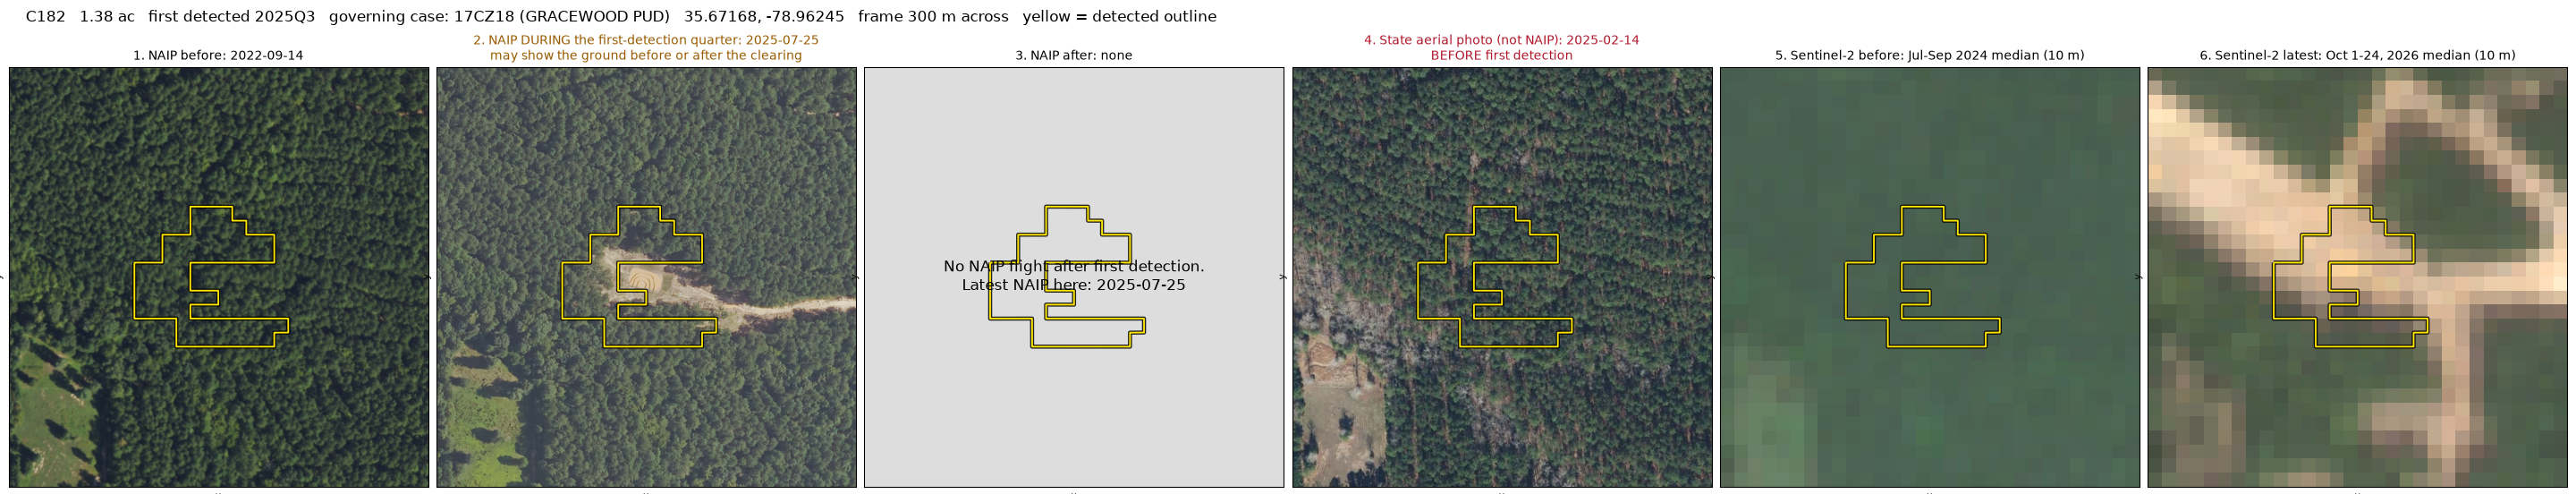 C182   1.38 ac   first detected 2025Q3   governing case: 17CZ18 (GRACEWOOD PUD)   35.67168, -78.96245   frame 300 m across   yellow = detected outline
1. NAIP before: 2022-09-14
2. NAIP DURING the first-detection quarter: 2025-07-25
may show the ground before or after the clearing
3. NAIP after: none
4. State aerial photo (not NAIP): 2025-02-14
BEFORE first detection
5. Sentinel-2 before: Jul-Sep 2024 median (10 m)
6. Sentinel-2 latest: Oct 1-24, 2026 median (10 m)
No NAIP flight after first detection.
Latest NAIP here: 2025-07-25